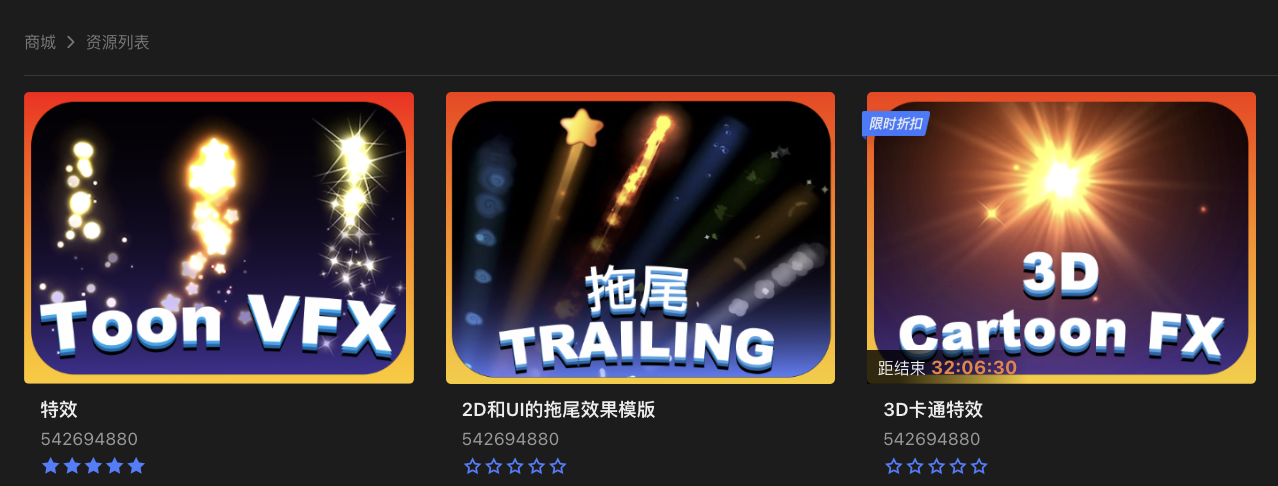 商城 > 资源列表
Toon VFX
特效
542694880
拖尾
TRAILING
2D和UI的拖尾效果模版
542694880
限时折扣
3D
Cartoon FX
距结束 32:06:30
3D卡通特效
542694880